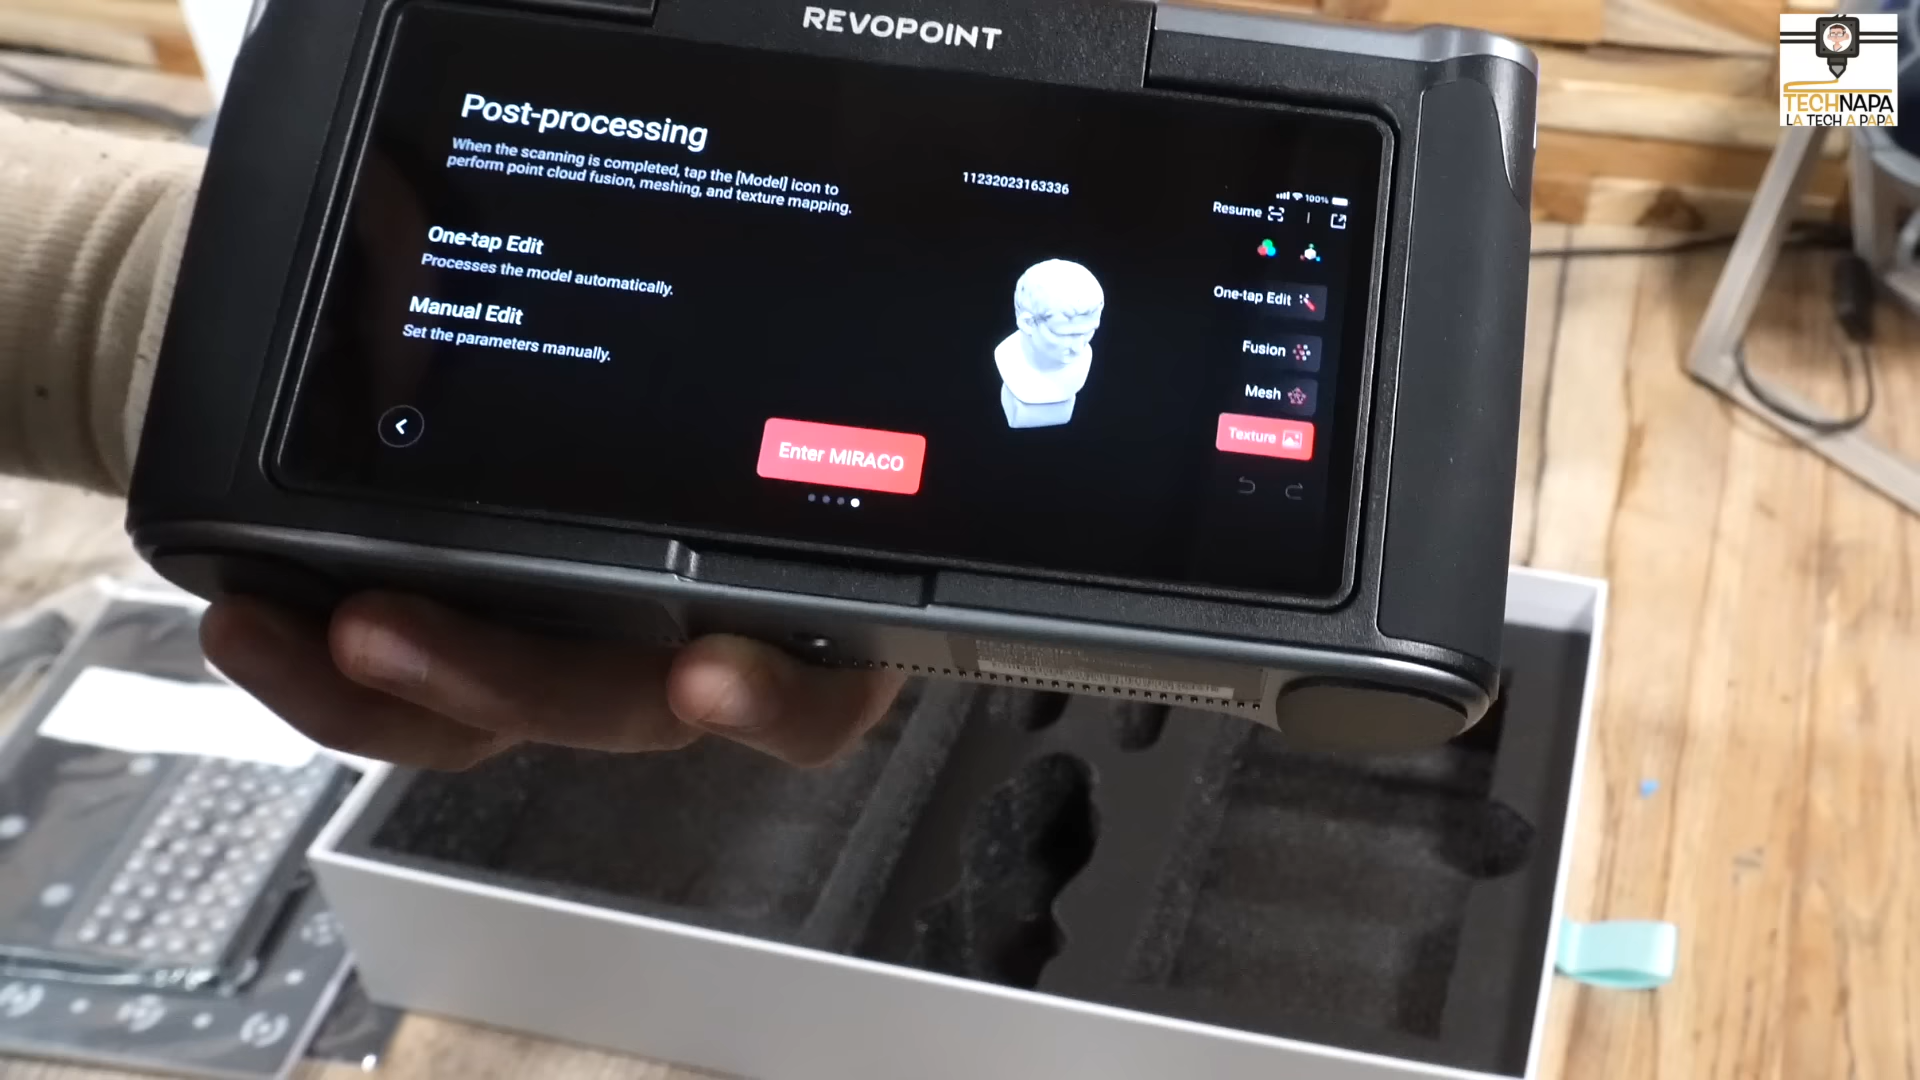 REVOPOINT
TECHNAPA
LA TECH A PAPA
Post-processing
When the scanning is completed, tap the [Model] icon to
perform point cloud fusion, meshing, and texture mapping.
One-tap Edit
Processes the model automatically.
Manual Edit
Set the parameters manually.
Enter MIRACO
11232023163336
100%
Resume
One-tap Edit
Fusion
Mesh
Texture